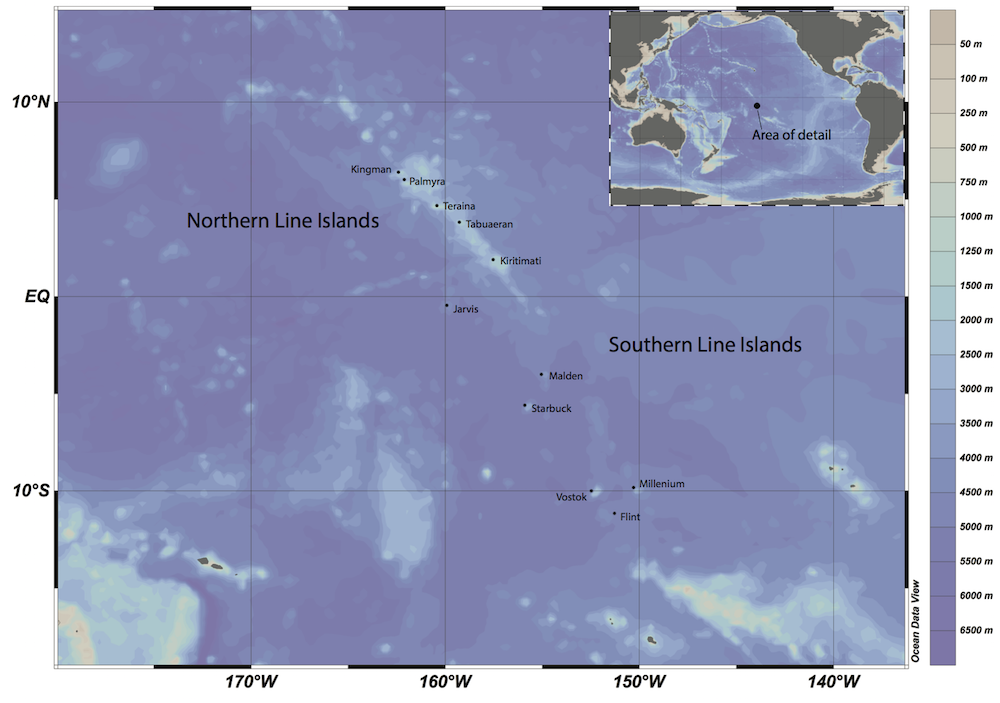 Area of detail
10°N
Kingman
Palmyra
Teraina
Northern Line Islands
Tabuaeran
Kiritimati
EQ
Jarvis
Southern Line Islands
Malden
Starbuck
10°S
Vostok
Millenium
Flint
170°W
160°W
150°W
140°W
Ocean Data View
50 m
100 m
250 m
500 m
750 m
1000 m
1250 m
1500 m
2000 m
2500 m
3000 m
3500 m
4000 m
4500 m
5000 m
5500 m
6000 m
6500 m